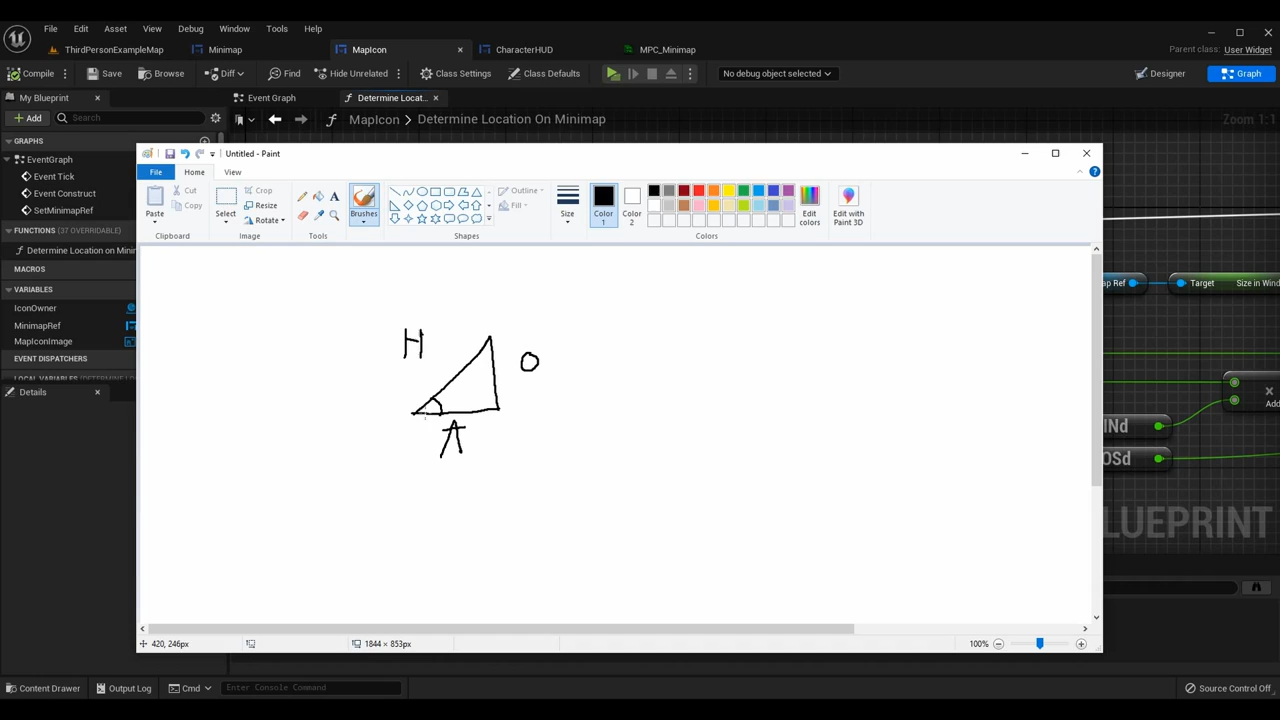 File Edit Asset View Debug Window Tools Help
ThirdPersonExampleMap Minimap MapIcon CharacterHUD MPC_Minimap Parent class: User Widget
Compile Save Browse Diff Find Hide Unrelated Class Settings Class Defaults No debug object selected Designer Graph
My Blueprint Event Graph Determine Locat...
Add Search MapIcon > Determine Location On Minimap Zoom 1:1
GRAPHS
EventGraph
Event Tick
Event Construct
SetMinimapRef
FUNCTIONS (37 OVERRIDABLE)
Determine Location on Minim
MACROS
VARIABLES
IconOwner
MinimapRef
MapIconImage
EVENT DISPATCHERS
LOCAL VARIABLES
Details
Untitled - Paint
File Home View
Paste Cut Copy Select Crop Resize Rotate Brushes Outline Fill Size Color 1 Color 2 Edit colors Edit with Paint 3D
Clipboard Image Tools Shapes Colors
H O
A
ap Ref Target Size in Wind
Add
INd
OSd
LUEPRINT
420, 246px 1844 × 853px 100%
Content Drawer Output Log Cmd Enter Console Command Source Control Off